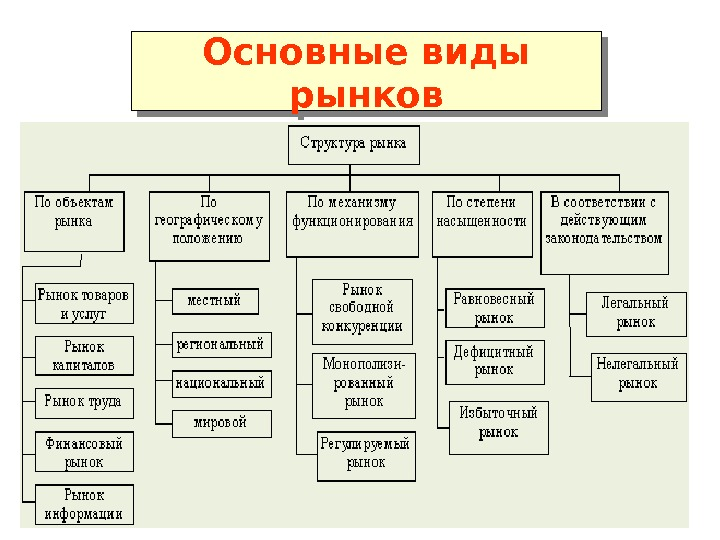 Основные виды
рынков
Структура рынка
По объектам
рынка
Рынок товаров
и услуг
Рынок
капиталов
Рынок труда
Финансовый
рынок
Рынок
информации
По
географическому
положению
местный
региональный
национальный
мировой
По механизму
функционирования
Рынок
свободной
конкуренции
Монополизи-
рованный
рынок
Регулируемый
рынок
По степени
насыщенности
Равновесный
рынок
Дефицитный
рынок
Избыточный
рынок
В соответствии с
действующим
законодательством
Легальный
рынок
Нелегальный
рынок